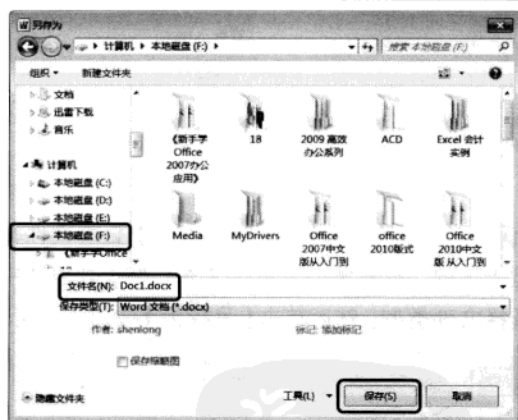 另存为
计算机 ▸ 本地磁盘 (F:) ▸
搜索 本地磁盘 (F:)
组织 新建文件夹
文档
迅雷下载
音乐
计算机
本地磁盘 (C:)
本地磁盘 (D:)
本地磁盘 (E:)
本地磁盘 (F:)
《新手学Office
《新手学
Office
2007办公
应用》
18
2009 高效
办公系列
ACD
Excel 会计
实例
Media
MyDrivers
Office
2007中文
版从入门到
office
2010版式
Office
2010中文
版从入门到
文件名(N): Doc1.docx
保存类型(T): Word 文档 (*.docx)
作者: shenlong
标记: 添加标记
保存缩略图
隐藏文件夹
工具(L)
保存(S)
取消